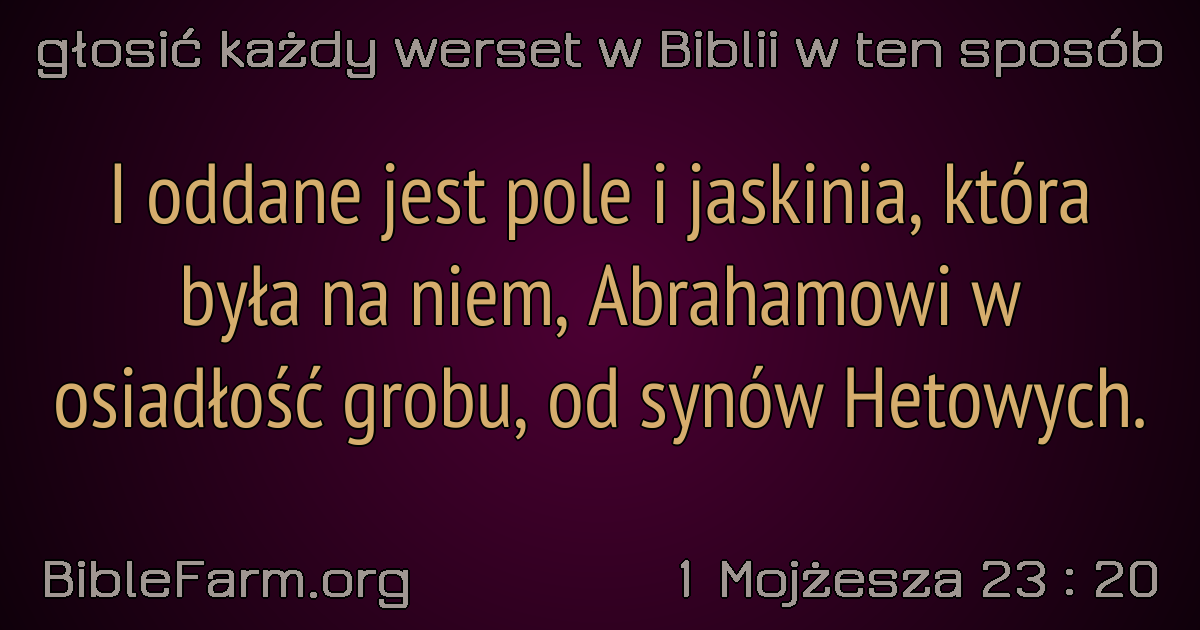 głosić każdy werset w Biblii w ten sposób
I oddane jest pole i jaskinia, która
była na niem, Abrahamowi w
osiadłość grobu, od synów Hetowych.
BibleFarm.org
1 Mojżesza 23 : 20